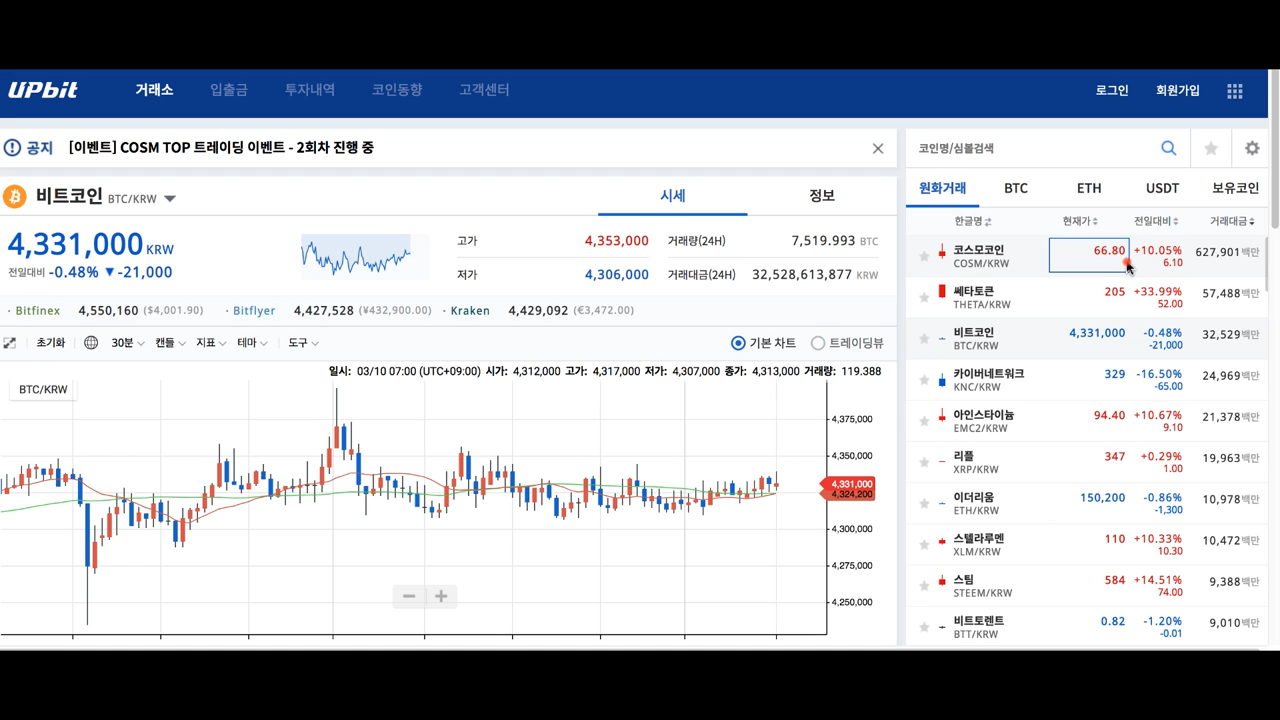 UPbit 거래소 입출금 투자내역 코인동향 고객센터 로그인 회원가입
공지 [이벤트] COSM TOP 트레이딩 이벤트 - 2회차 진행 중
비트코인 BTC/KRW 시세 정보
4,331,000 KRW
전일대비 -0.48% ▼-21,000
고가 4,353,000 거래량(24H) 7,519.993 BTC
저가 4,306,000 거래대금(24H) 32,528,613,877 KRW
· Bitfinex 4,550,160 ($4,001.90) · Bitflyer 4,427,528 (¥432,900.00) · Kraken 4,429,092 (€3,472.00)
초기화 30분 캔들 지표 테마 도구 기본 차트 트레이딩뷰
일시: 03/10 07:00 (UTC+09:00) 시가: 4,312,000 고가: 4,317,000 저가: 4,307,000 종가: 4,313,000 거래량: 119.388
BTC/KRW
4,375,000
4,350,000
4,331,000
4,324,200
4,300,000
4,275,000
4,250,000
코인명/심볼검색
원화거래 BTC ETH USDT 보유코인
한글명 현재가 전일대비 거래대금
코스모코인 66.80 +10.05% 627,901백만
COSM/KRW 6.10
쎄타토큰 205 +33.99% 57,488백만
THETA/KRW 52.00
비트코인 4,331,000 -0.48% 32,529백만
BTC/KRW -21,000
카이버네트워크 329 -16.50% 24,969백만
KNC/KRW -65.00
아인스타이늄 94.40 +10.67% 21,378백만
EMC2/KRW 9.10
리플 347 +0.29% 19,963백만
XRP/KRW 1.00
이더리움 150,200 -0.86% 10,978백만
ETH/KRW -1,300
스텔라루멘 110 +10.33% 10,472백만
XLM/KRW 10.30
스팀 584 +14.51% 9,388백만
STEEM/KRW 74.00
비트토렌트 0.82 -1.20% 9,010백만
BTT/KRW -0.01